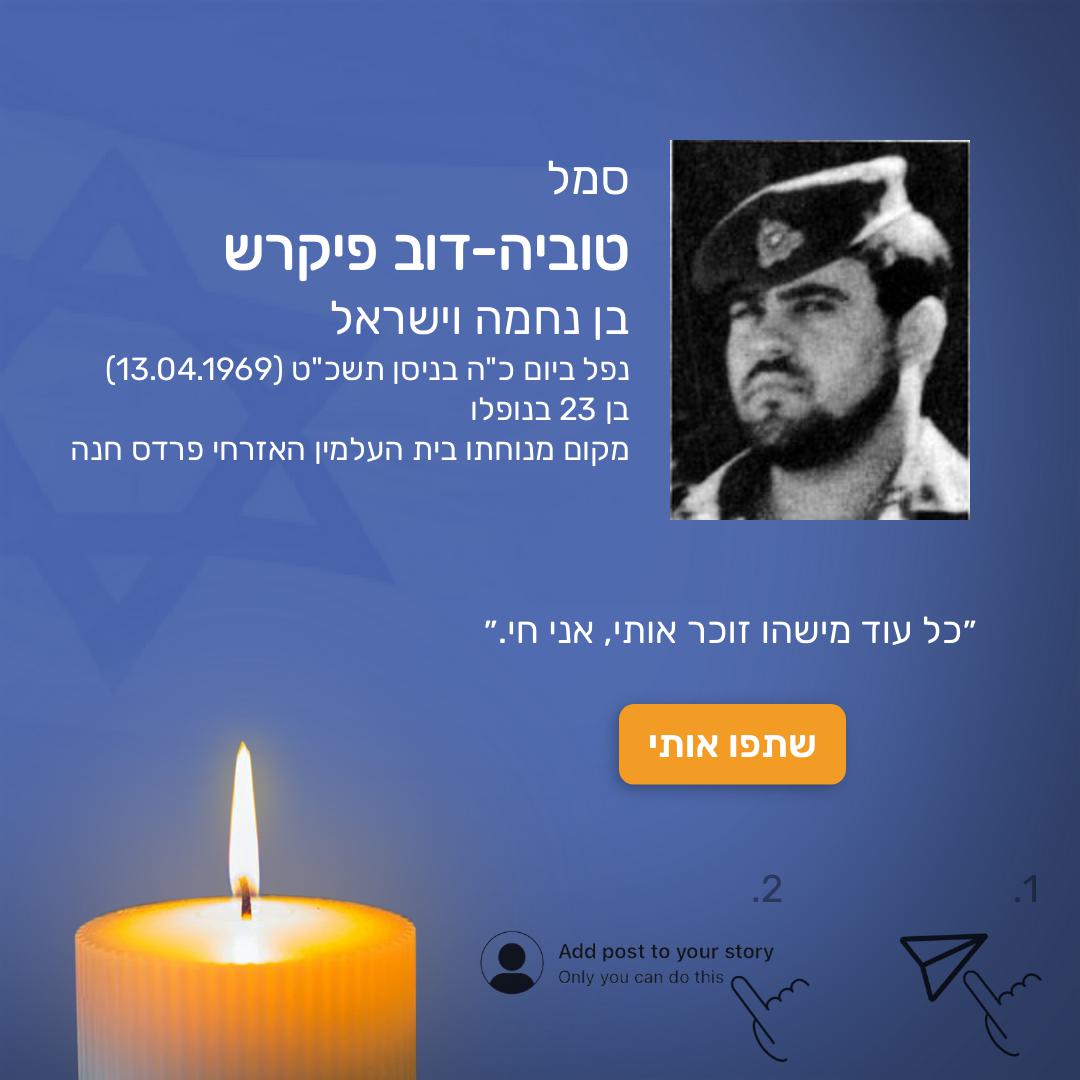 סמל
טוביה-דוב פיקרש
בן נחמה וישראל
נפל ביום כ"ה בניסן תשכ"ט (13.04.1969)
בן 23 בנופלו
מקום מנוחתו בית העלמין האזרחי פרדס חנה
״כל עוד מישהו זוכר אותי, אני חי.״
שתפו אותי
1.
2.
Add post to your story
Only you can do this